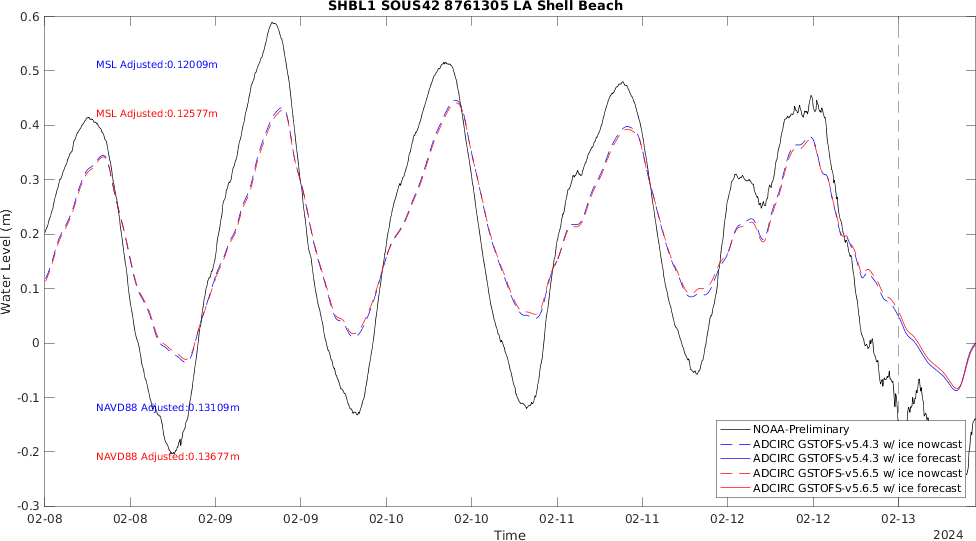 SHBL1 SOUS42 8761305 LA Shell Beach
0.6
0.5
0.4
0.3
0.2
0.1
0
-0.1
-0.2
-0.3
Water Level (m)
MSL Adjusted:0.12009m
MSL Adjusted:0.12577m
NAVD88 Adjusted:0.13109m
NAVD88 Adjusted:0.13677m
NOAA-Preliminary
ADCIRC GSTOFS-v5.4.3 w/ ice nowcast
ADCIRC GSTOFS-v5.4.3 w/ ice forecast
ADCIRC GSTOFS-v5.6.5 w/ ice nowcast
ADCIRC GSTOFS-v5.6.5 w/ ice forecast
02-08 02-08 02-09 02-09 02-10 02-10 02-11 02-11 02-12 02-12 02-13
Time
2024